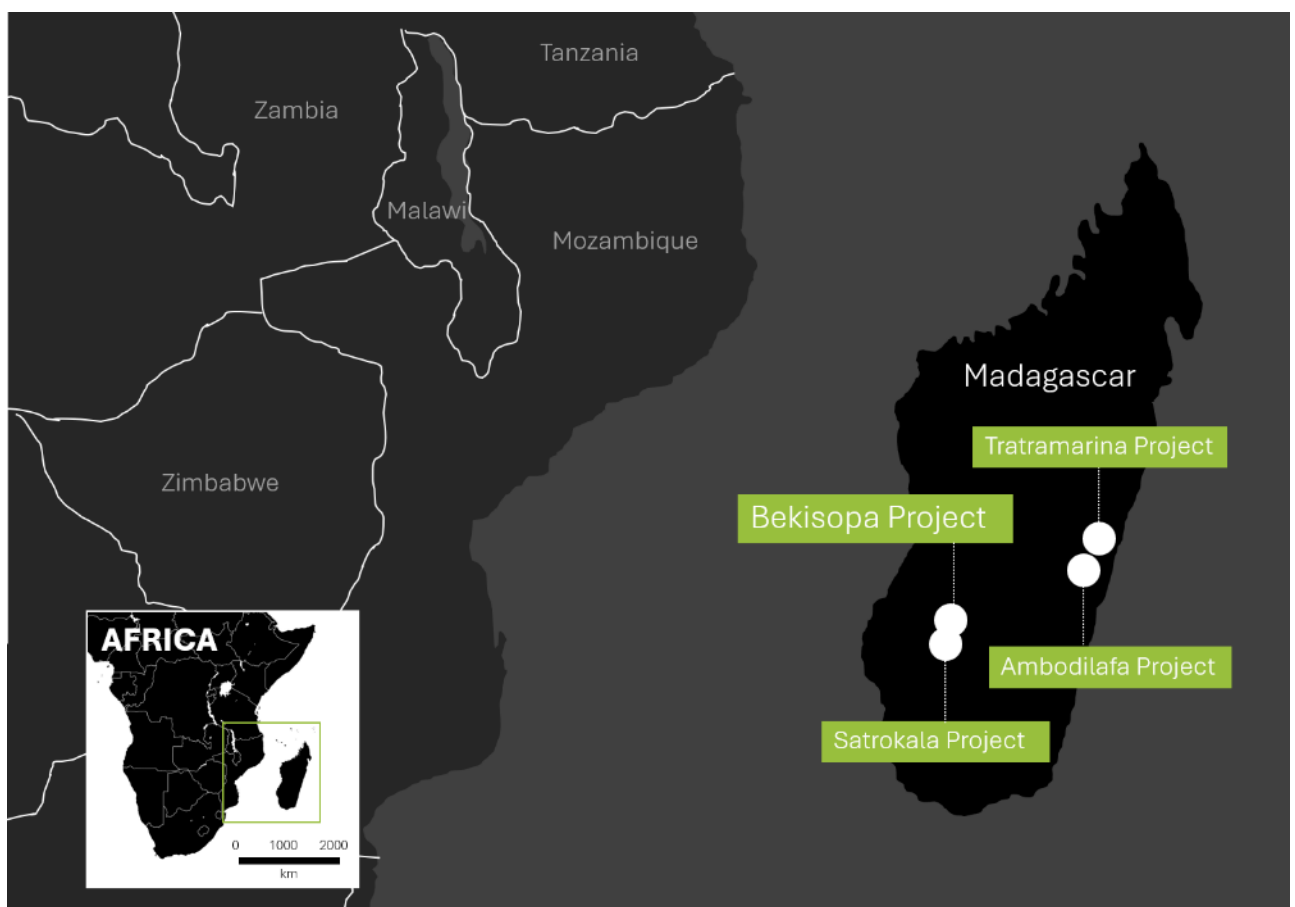 Tanzania
Zambia
Malawi
Mozambique
Madagascar
Tratramarina Project
Zimbabwe
Bekisopa Project
AFRICA
Ambodilafa Project
Satrokala Project
0 1000 2000
km